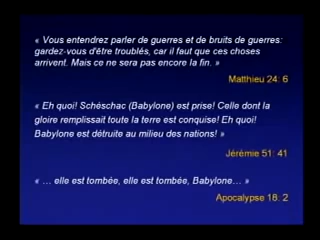 « Vous entendrez parler de guerres et de bruits de guerres:
gardez-vous d'être troublés, car il faut que ces choses
arrivent. Mais ce ne sera pas encore la fin. »
Matthieu 24: 6
« Eh quoi! Schéschac (Babylone) est prise! Celle dont la
gloire remplissait toute la terre est conquise! Eh quoi!
Babylone est détruite au milieu des nations! »
Jérémie 51: 41
« ... elle est tombée, elle est tombée, Babylone... »
Apocalypse 18: 2